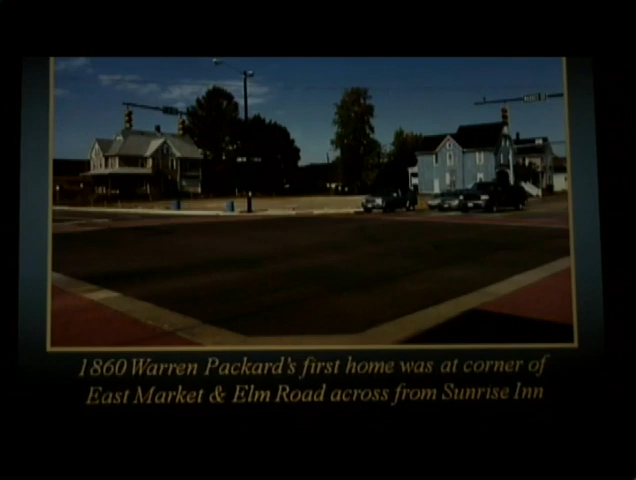 1860 Warren Packard's first home was at corner of
East Market & Elm Road across from Sunrise Inn